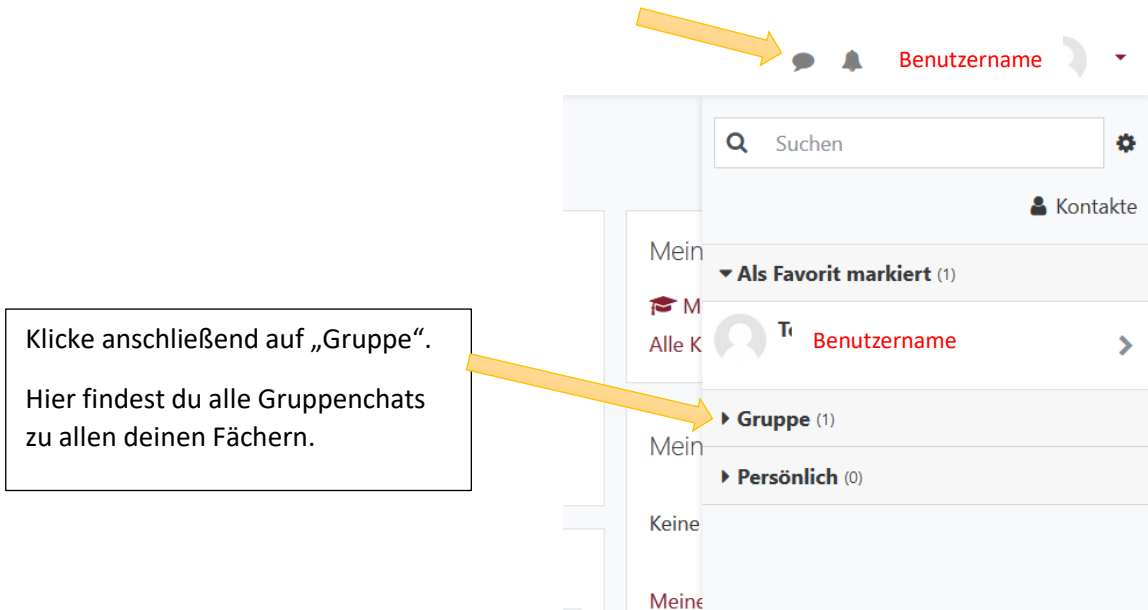 Benutzername
Suchen
Kontakte
Mein
Als Favorit markiert (1)
M
Alle K
Benutzername
Klicke anschließend auf „Gruppe“.
Hier findest du alle Gruppenchats
zu allen deinen Fächern.
Gruppe (1)
Mein
Persönlich (0)
Keine
Meine